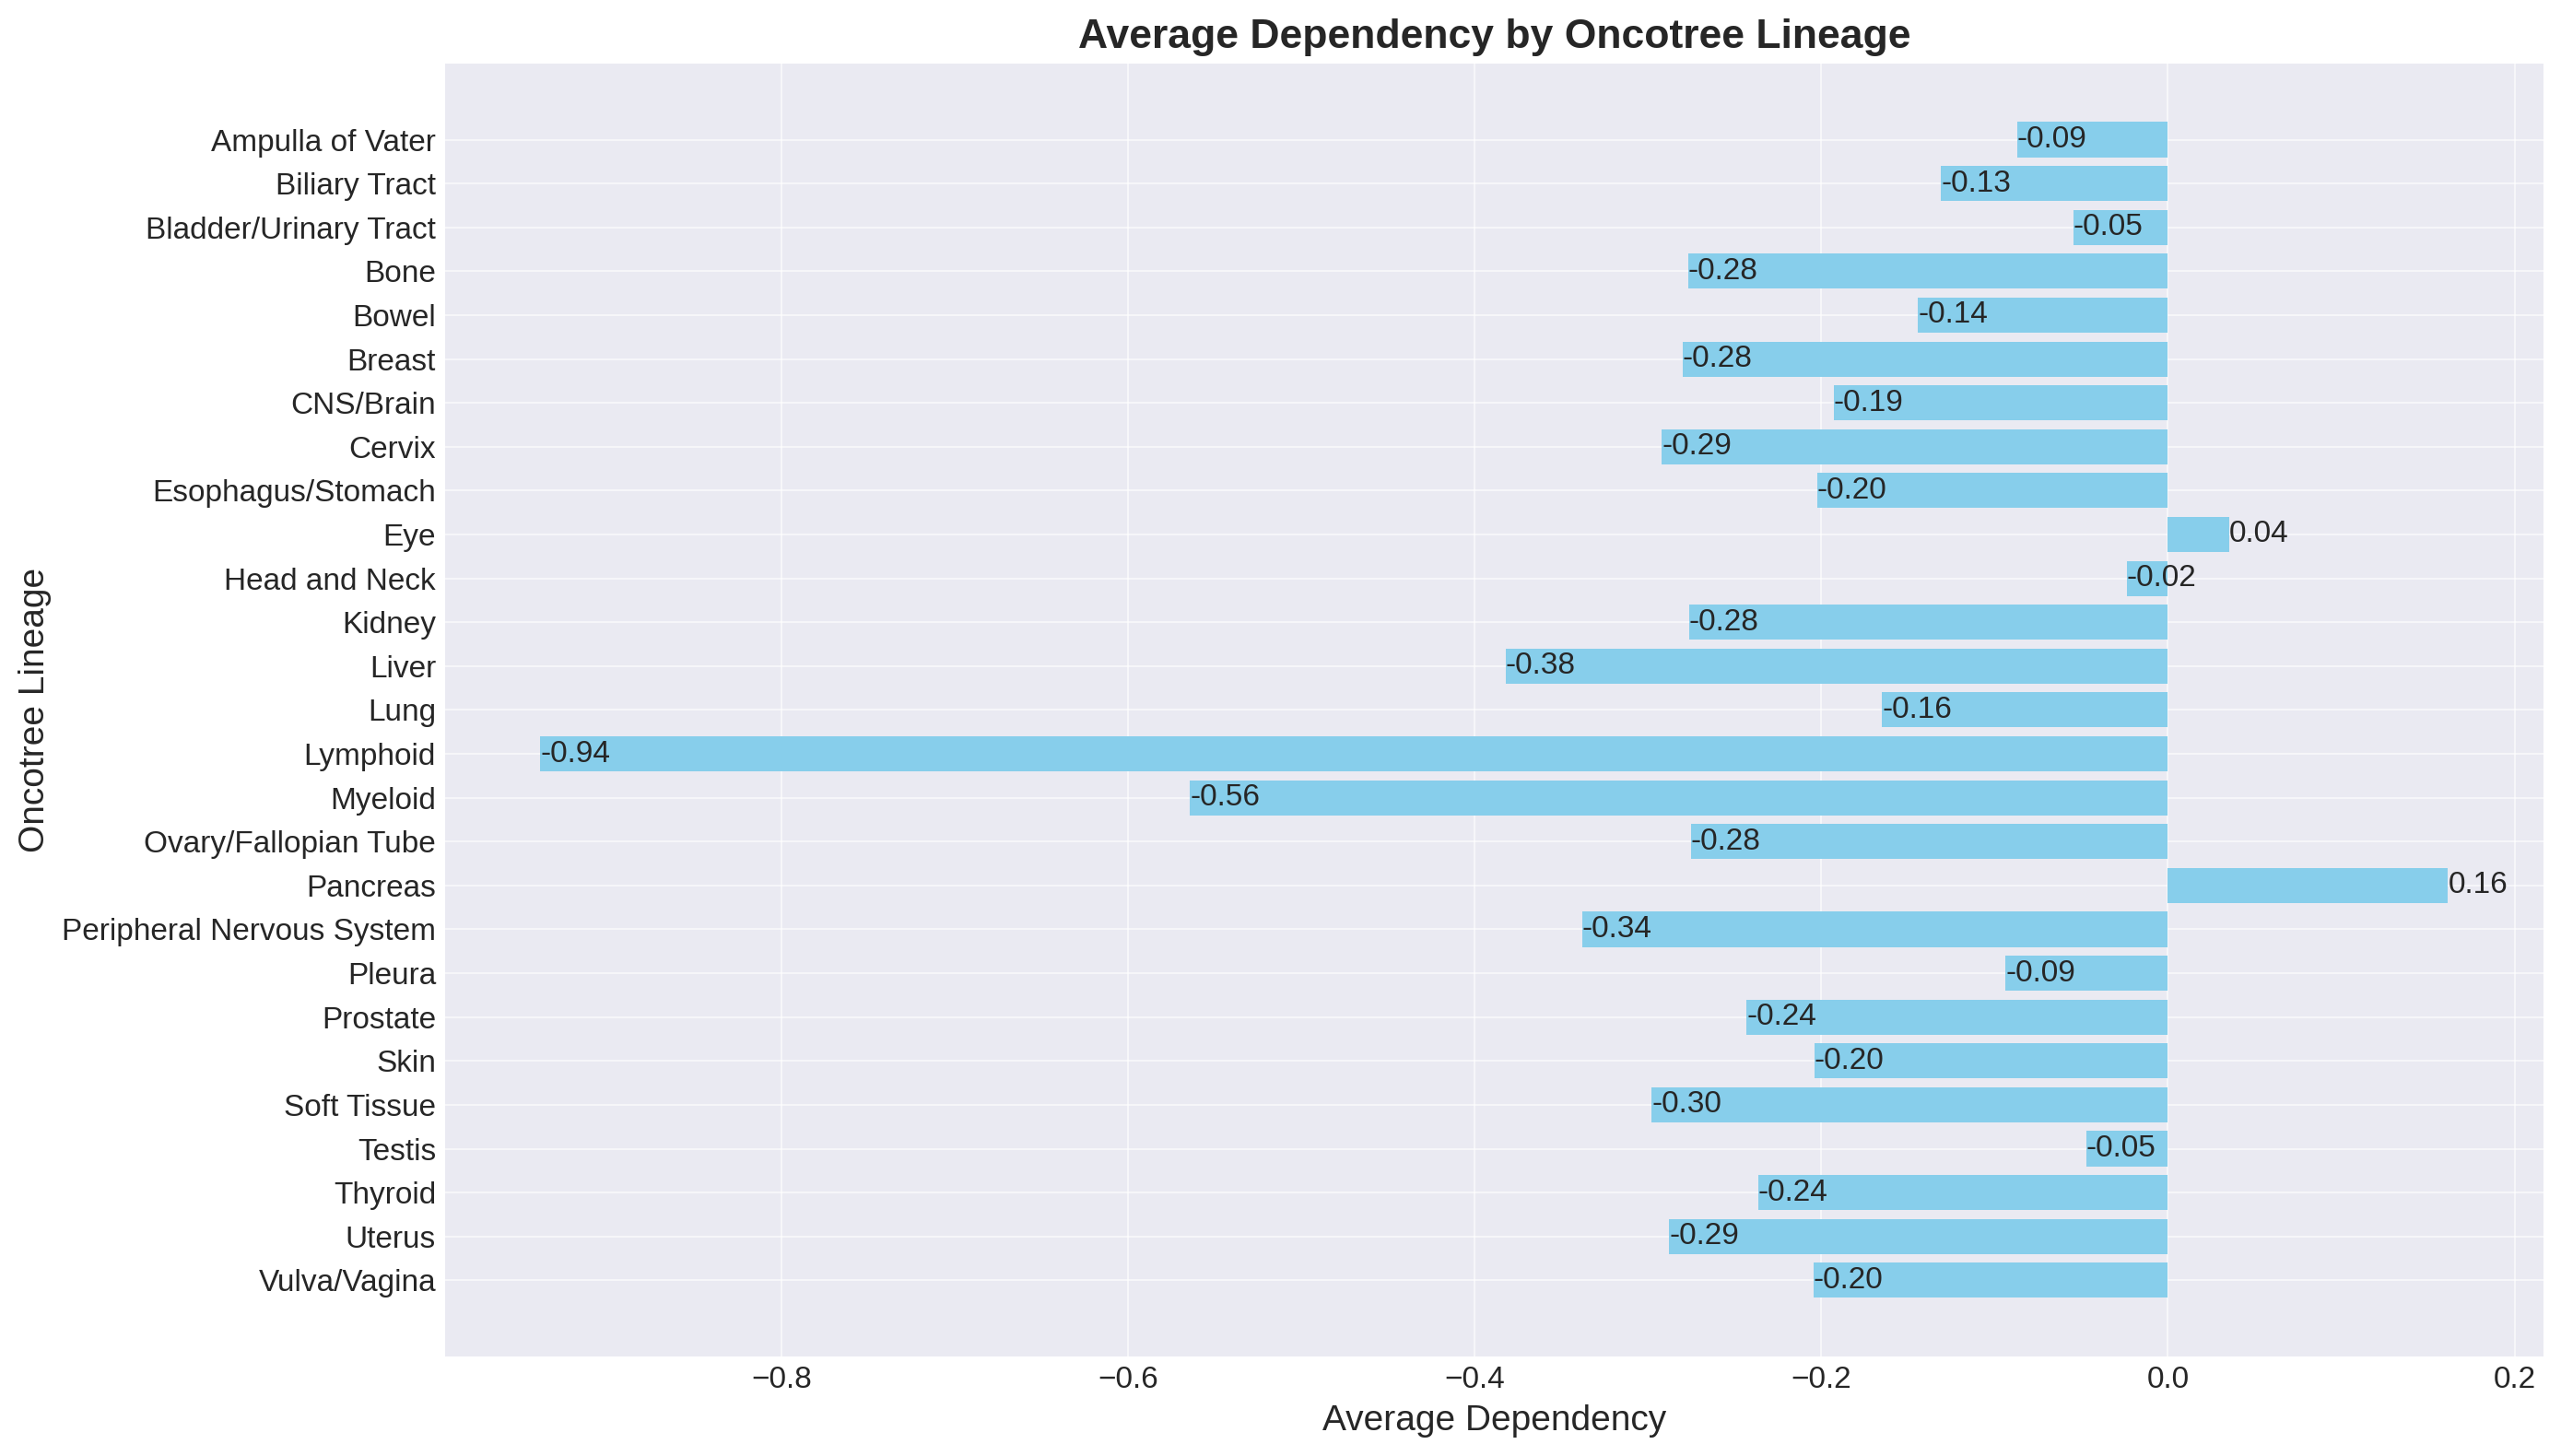 Average Dependency by Oncotree Lineage
Oncotree Lineage
Ampulla of Vater -0.09
Biliary Tract -0.13
Bladder/Urinary Tract -0.05
Bone -0.28
Bowel -0.14
Breast -0.28
CNS/Brain -0.19
Cervix -0.29
Esophagus/Stomach -0.20
Eye 0.04
Head and Neck -0.02
Kidney -0.28
Liver -0.38
Lung -0.16
Lymphoid -0.94
Myeloid -0.56
Ovary/Fallopian Tube -0.28
Pancreas 0.16
Peripheral Nervous System -0.34
Pleura -0.09
Prostate -0.24
Skin -0.20
Soft Tissue -0.30
Testis -0.05
Thyroid -0.24
Uterus -0.29
Vulva/Vagina -0.20
−0.8 −0.6 −0.4 −0.2 0.0 0.2
Average Dependency